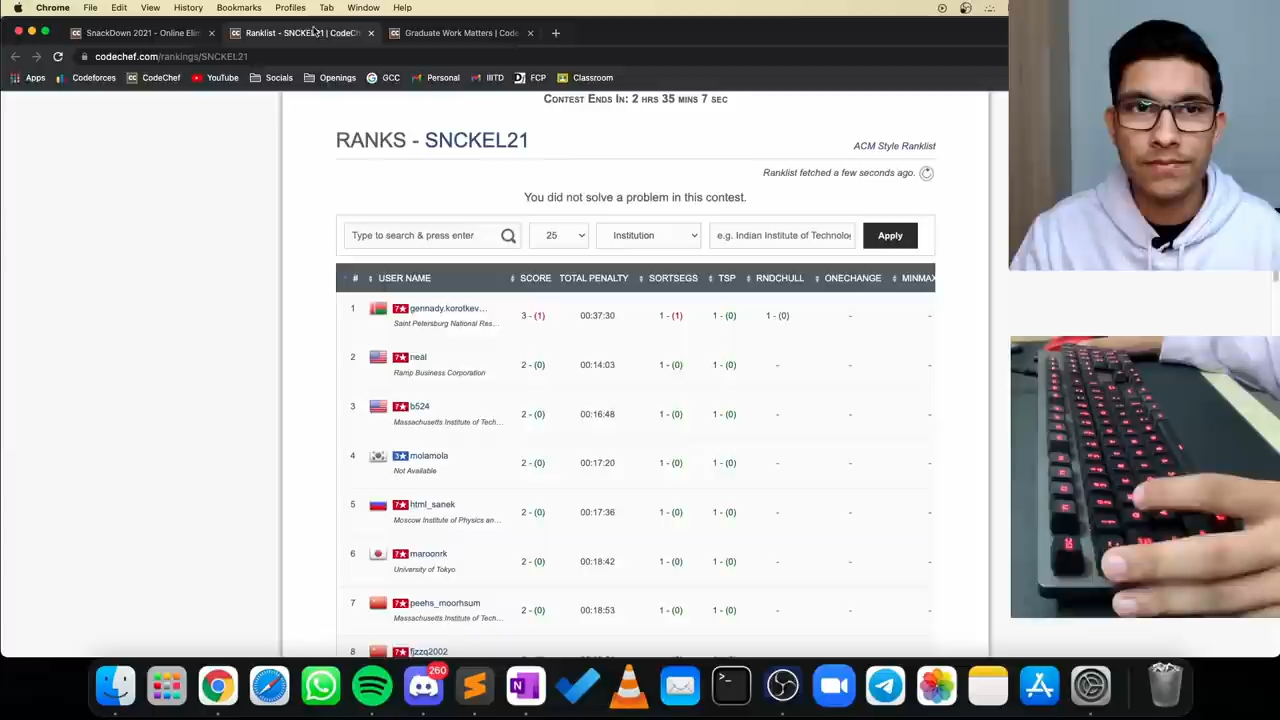 Chrome File Edit View History Bookmarks Profiles Tab Window Help
SnackDown 2021 - Online Elim
Ranklist - SNCKEL21 | CodeCh
Graduate Work Matters | Code
codechef.com/rankings/SNCKEL21
Apps Codeforces CodeChef YouTube Socials Openings GCC Personal IIITD FCP Classroom
CONTEST ENDS IN: 2 HRS 35 MINS 7 SEC
RANKS - SNCKEL21
ACM Style Ranklist
Ranklist fetched a few seconds ago.
You did not solve a problem in this contest.
Type to search & press enter 25 Institution e.g. Indian Institute of Technolog Apply
# USER NAME SCORE TOTAL PENALTY SORTSEGS TSP RNDCHULL ONECHANGE MINMAX
1 7★ gennady.korotkev... 3 - (1) 00:37:30 1 - (1) 1 - (0) 1 - (0) - -
Saint Petersburg National Res...
2 7★ neal 2 - (0) 00:14:03 1 - (0) 1 - (0) - - -
Ramp Business Corporation
3 7★ b524 2 - (0) 00:16:48 1 - (0) 1 - (0) - - -
Massachusetts Institute of Tech...
4 3★ molamola 2 - (0) 00:17:20 1 - (0) 1 - (0) - - -
Not Available
5 7★ html_sanek 2 - (0) 00:17:36 1 - (0) 1 - (0) - - -
Moscow Institute of Physics an...
6 7★ maroonrk 2 - (0) 00:18:42 1 - (0) 1 - (0) - - -
University of Tokyo
7 7★ peehs_moorhsum 2 - (0) 00:18:53 1 - (0) 1 - (0) - - -
Massachusetts Institute of Tech...
8 7★ fjzzq2002
260